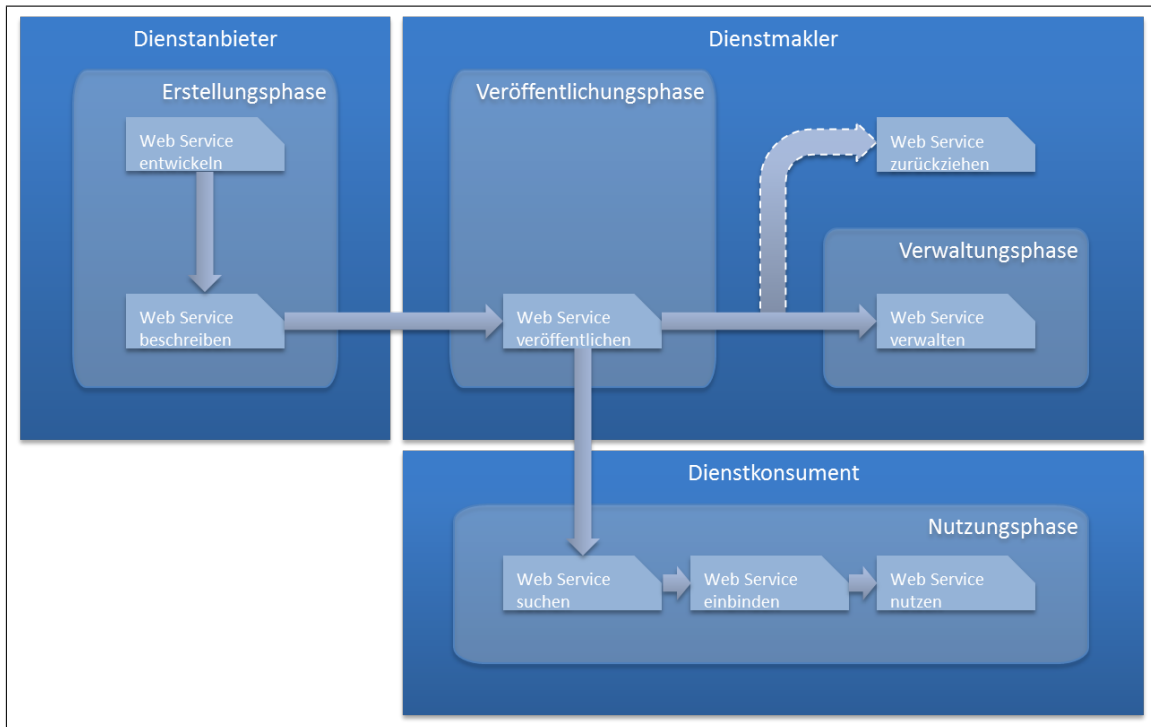 Dienstanbieter
Erstellungsphase
Web Service
entwickeln
Web Service
beschreiben
Dienstmakler
Veröffentlichungsphase
Web Service
veröffentlichen
Web Service
zurückziehen
Verwaltungsphase
Web Service
verwalten
Dienstkonsument
Nutzungsphase
Web Service
suchen
Web Service
einbinden
Web Service
nutzen